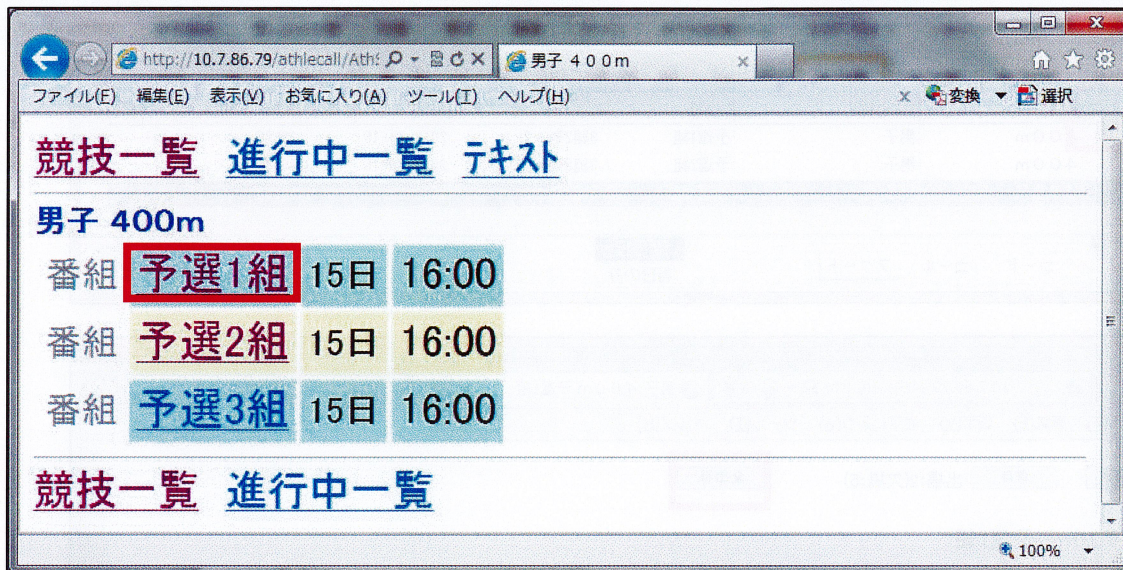 http://10.7.86.79/athlecall/Ath 男子 400m
ファイル(F) 編集(E) 表示(V) お気に入り(A) ツール(T) ヘルプ(H) 変換 選択
競技一覧 進行中一覧 テキスト
男子 400m
番組 予選1組 15日 16:00
番組 予選2組 15日 16:00
番組 予選3組 15日 16:00
競技一覧 進行中一覧
100%